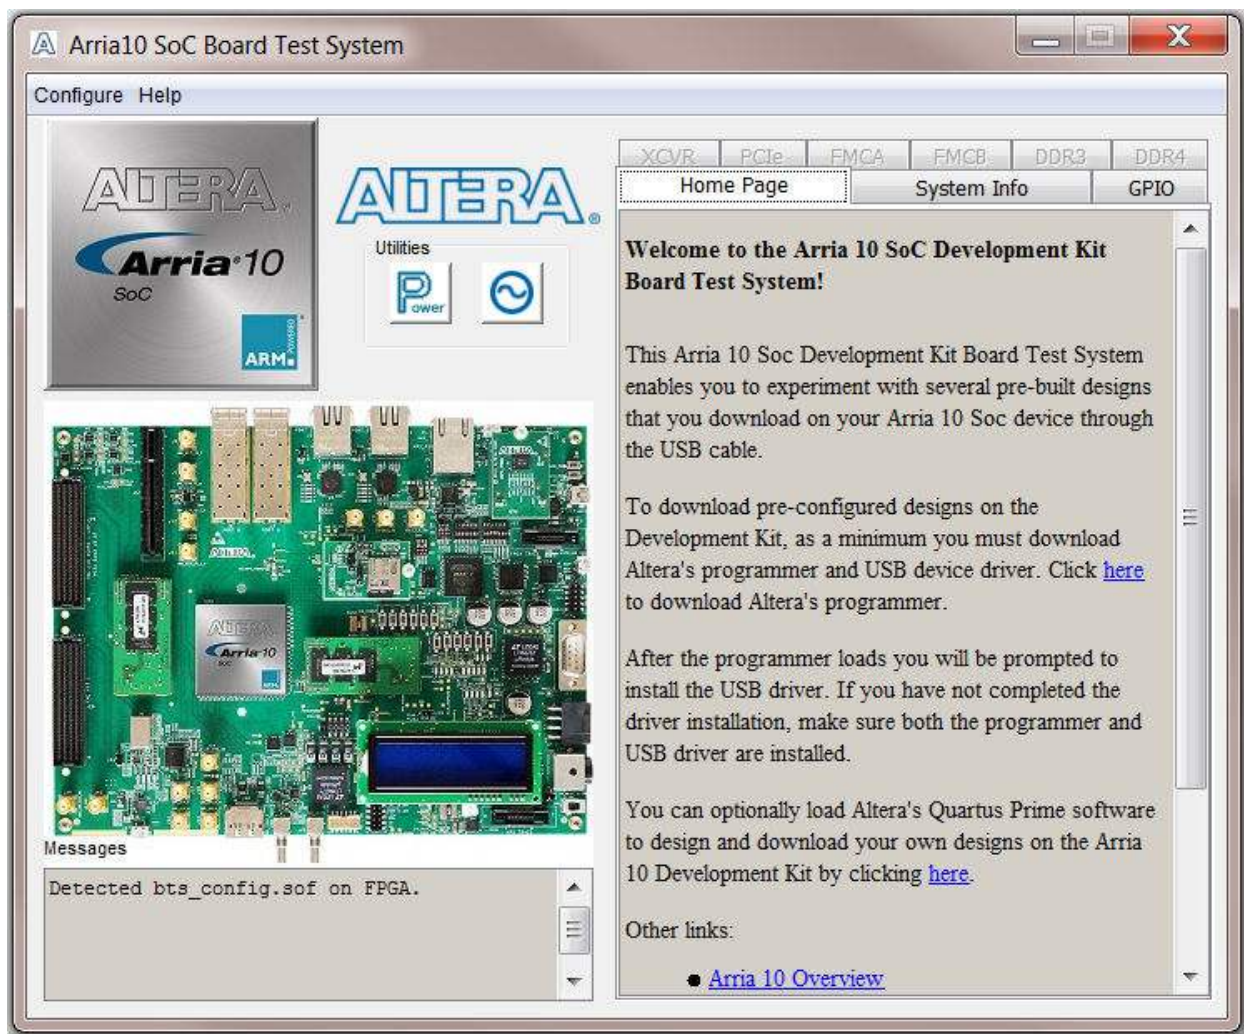 Arria10 SoC Board Test System
Configure Help
ALTERA
Arria 10
SoC
ARM
POWERED
ALTERA
Utilities
Power
XCVR PCIe FMCA FMCB DDR3 DDR4
Home Page System Info GPIO
Welcome to the Arria 10 SoC Development Kit
Board Test System!
This Arria 10 Soc Development Kit Board Test System
enables you to experiment with several pre-built designs
that you download on your Arria 10 Soc device through
the USB cable.
To download pre-configured designs on the
Development Kit, as a minimum you must download
Altera's programmer and USB device driver. Click here
to download Altera's programmer.
After the programmer loads you will be prompted to
install the USB driver. If you have not completed the
driver installation, make sure both the programmer and
USB driver are installed.
You can optionally load Altera's Quartus Prime software
to design and download your own designs on the Arria
10 Development Kit by clicking here.
Other links:
Arria 10 Overview
ALTERA
ALTERA
Arria 10
SoC
Messages
Detected bts_config.sof on FPGA.